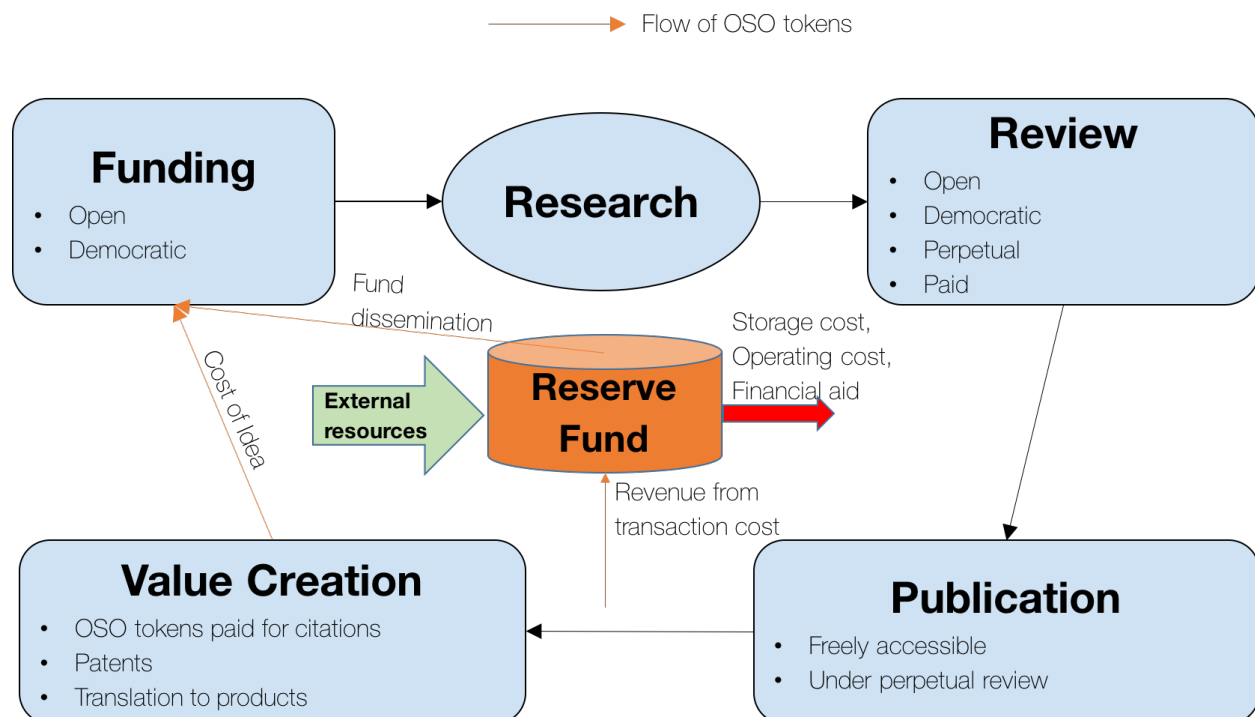 Flow of OSO tokens
Funding
• Open
• Democratic
Research
Review
• Open
• Democratic
• Perpetual
• Paid
Fund
dissemination
Cost of Idea
External
resources
Reserve
Fund
Storage cost,
Operating cost,
Financial aid
Revenue from
transaction cost
Value Creation
• OSO tokens paid for citations
• Patents
• Translation to products
Publication
• Freely accessible
• Under perpetual review